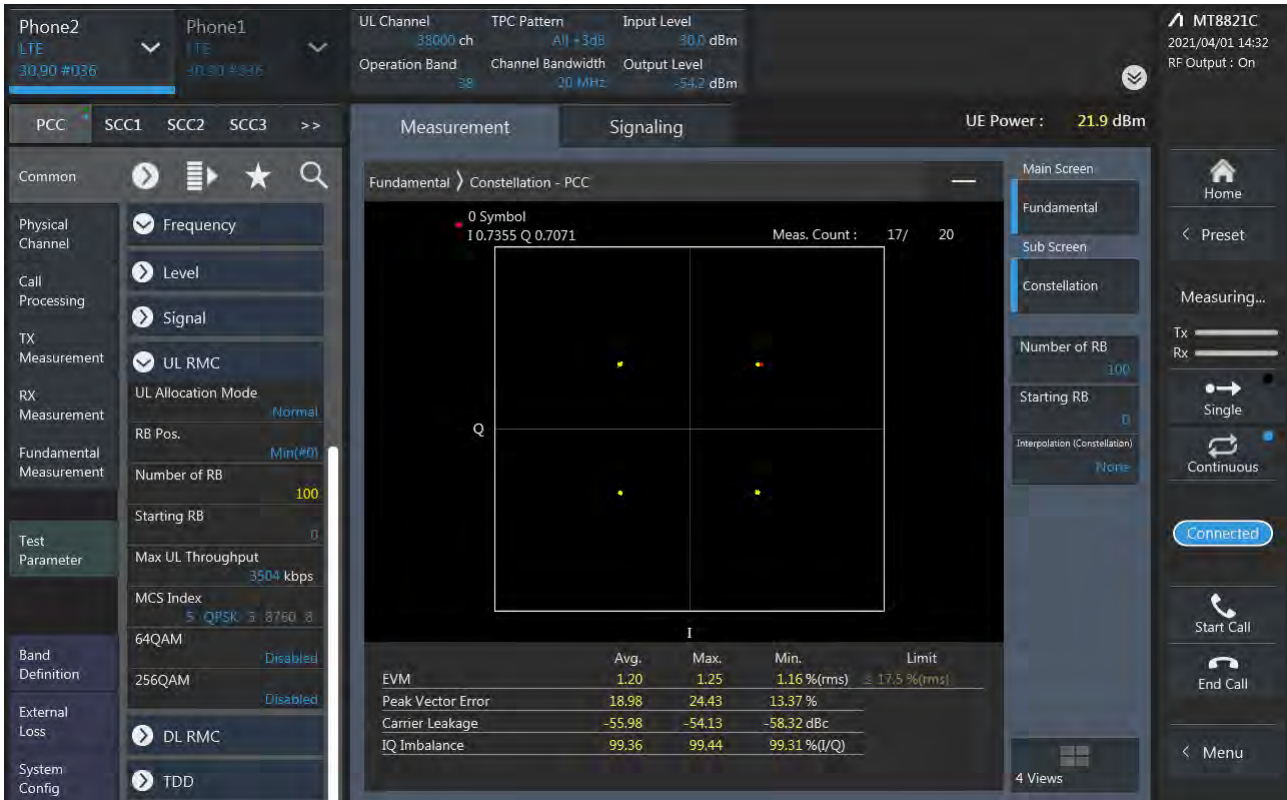 Phone2
LTE
30.90 #036
Phone1
LTE
30.90 #336
UL Channel
38000 ch
TPC Pattern
All +3dB
Input Level
30.0 dBm
Operation Band
38
Channel Bandwidth
20 MHz
Output Level
-54.2 dBm
MT8821C
2021/04/01 14:32
RF Output : On
PCC SCC1 SCC2 SCC3 >>
Measurement
Signaling
UE Power : 21.9 dBm
Common
Physical
Channel
Call
Processing
TX
Measurement
RX
Measurement
Fundamental
Measurement
Test
Parameter
Band
Definition
External
Loss
System
Config
Frequency
Level
Signal
UL RMC
UL Allocation Mode
Normal
RB Pos.
Min(#0)
Number of RB
100
Starting RB
0
Max UL Throughput
3504 kbps
MCS Index
5 QPSK 5 8760 8
64QAM
Disabled
256QAM
Disabled
DL RMC
TDD
Fundamental 〉 Constellation - PCC
0 Symbol
I 0.7355 Q 0.7071
Meas. Count : 17/ 20
Q
I
Avg. Max. Min. Limit
EVM 1.20 1.25 1.16 %(rms) ≤ 17.5 %(rms)
Peak Vector Error 18.98 24.43 13.37 %
Carrier Leakage -55.98 -54.13 -58.32 dBc
IQ Imbalance 99.36 99.44 99.31 %(I/Q)
Main Screen
Fundamental
Sub Screen
Constellation
Number of RB
100
Starting RB
0
Interpolation (Constellation)
None
4 Views
Home
< Preset
Measuring...
Tx
Rx
Single
Continuous
Connected
Start Call
End Call
< Menu